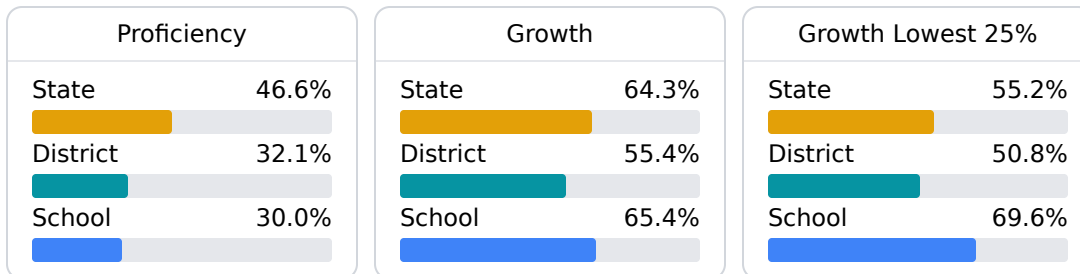 Proficiency
State 46.6%
District 32.1%
School 30.0%
Growth
State 64.3%
District 55.4%
School 65.4%
Growth Lowest 25%
State 55.2%
District 50.8%
School 69.6%